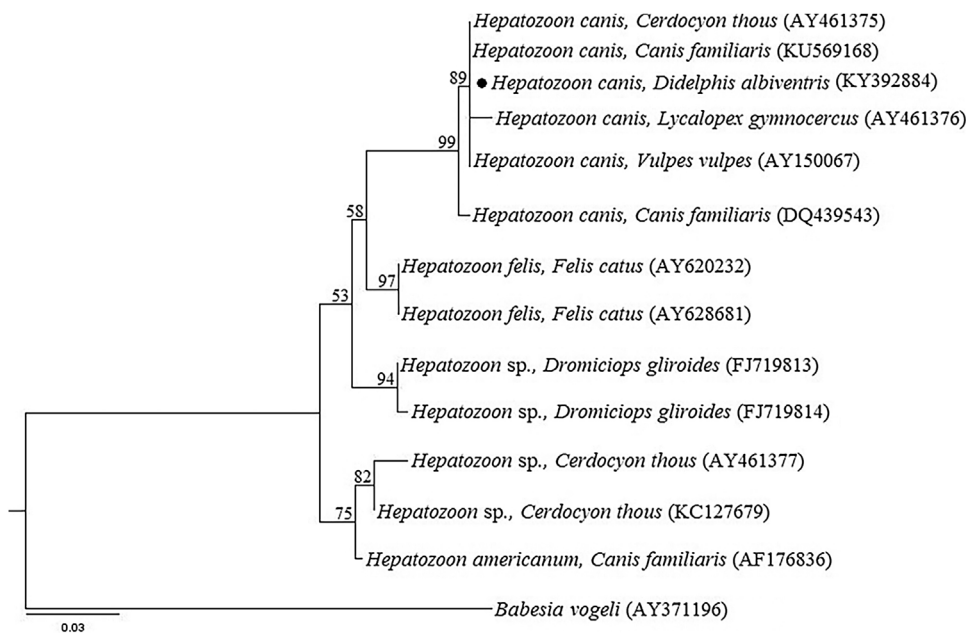 Hepatozoon canis, Cerdocyon thous (AY461375)
Hepatozoon canis, Canis familiaris (KU569168)
89
● Hepatozoon canis, Didelphis albiventris (KY392884)
Hepatozoon canis, Lycalopex gymnocercus (AY461376)
99
Hepatozoon canis, Vulpes vulpes (AY150067)
58
Hepatozoon canis, Canis familiaris (DQ439543)
Hepatozoon felis, Felis catus (AY620232)
97
53
Hepatozoon felis, Felis catus (AY628681)
Hepatozoon sp., Dromiciops gliroides (FJ719813)
94
Hepatozoon sp., Dromiciops gliroides (FJ719814)
Hepatozoon sp., Cerdocyon thous (AY461377)
82
75
Hepatozoon sp., Cerdocyon thous (KC127679)
Hepatozoon americanum, Canis familiaris (AF176836)
Babesia vogeli (AY371196)
0.03